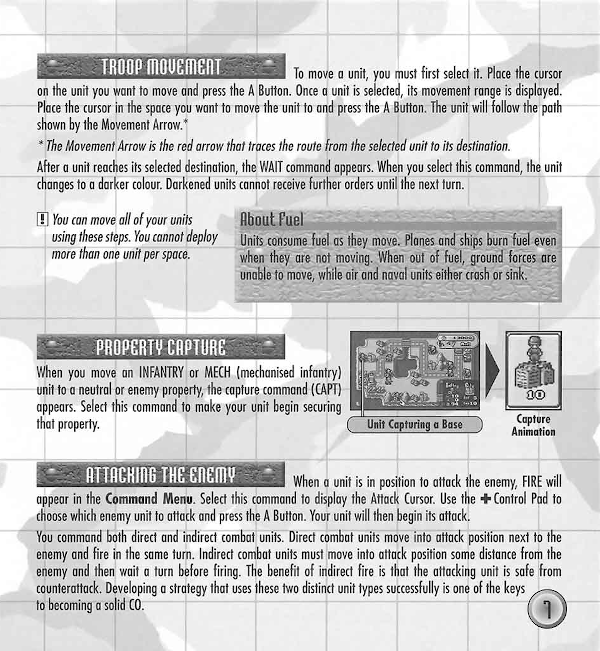 TROOP MOVEMENT
To move a unit, you must first select it. Place the cursor
on the unit you want to move and press the A Button. Once a unit is selected, its movement range is displayed.
Place the cursor in the space you want to move the unit to and press the A Button. The unit will follow the path
shown by the Movement Arrow.*
* The Movement Arrow is the red arrow that traces the route from the selected unit to its destination.
After a unit reaches its selected destination, the WAIT command appears. When you select this command, the unit
changes to a darker colour. Darkened units cannot receive further orders until the next turn.
! You can move all of your units
using these steps. You cannot deploy
more than one unit per space.
About Fuel
Units consume fuel as they move. Planes and ships burn fuel even
when they are not moving. When out of fuel, ground forces are
unable to move, while air and naval units either crash or sink.
PROPERTY CAPTURE
When you move an INFANTRY or MECH (mechanised infantry)
unit to a neutral or enemy property, the capture command (CAPT)
appears. Select this command to make your unit begin securing
that property.
10
Unit Capturing a Base
Capture
Animation
ATTACKING THE ENEMY
When a unit is in position to attack the enemy, FIRE will
appear in the Command Menu. Select this command to display the Attack Cursor. Use the ✚ Control Pad to
choose which enemy unit to attack and press the A Button. Your unit will then begin its attack.
You command both direct and indirect combat units. Direct combat units move into attack position next to the
enemy and fire in the same turn. Indirect combat units must move into attack position some distance from the
enemy and then wait a turn before firing. The benefit of indirect fire is that the attacking unit is safe from
counterattack. Developing a strategy that uses these two distinct unit types successfully is one of the keys
to becoming a solid CO.
7